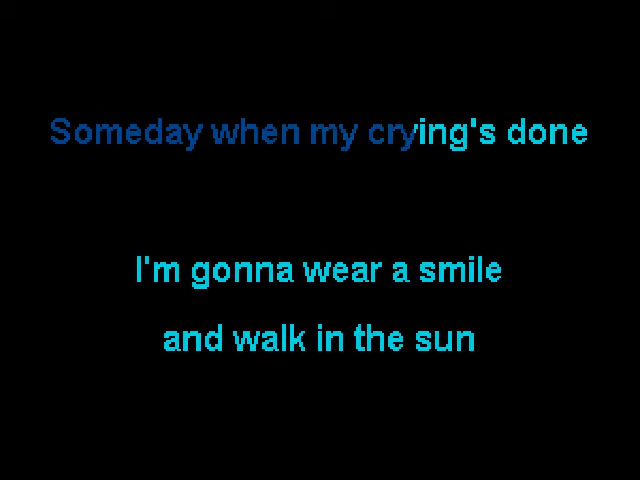 Someday when my crying's done
I'm gonna wear a smile
and walk in the sun